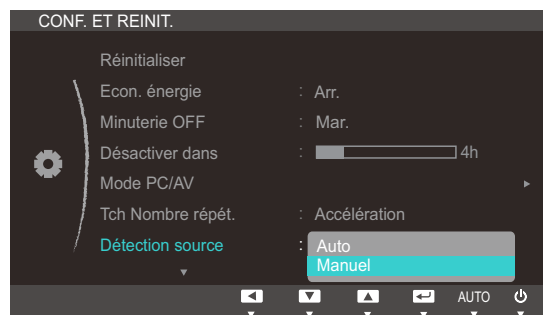 CONF. ET REINIT.
Réinitialiser
Econ. énergie : Arr.
Minuterie OFF : Mar.
Désactiver dans : 4h
Mode PC/AV
Tch Nombre répét. : Accélération
Détection source : Auto
Manuel
AUTO